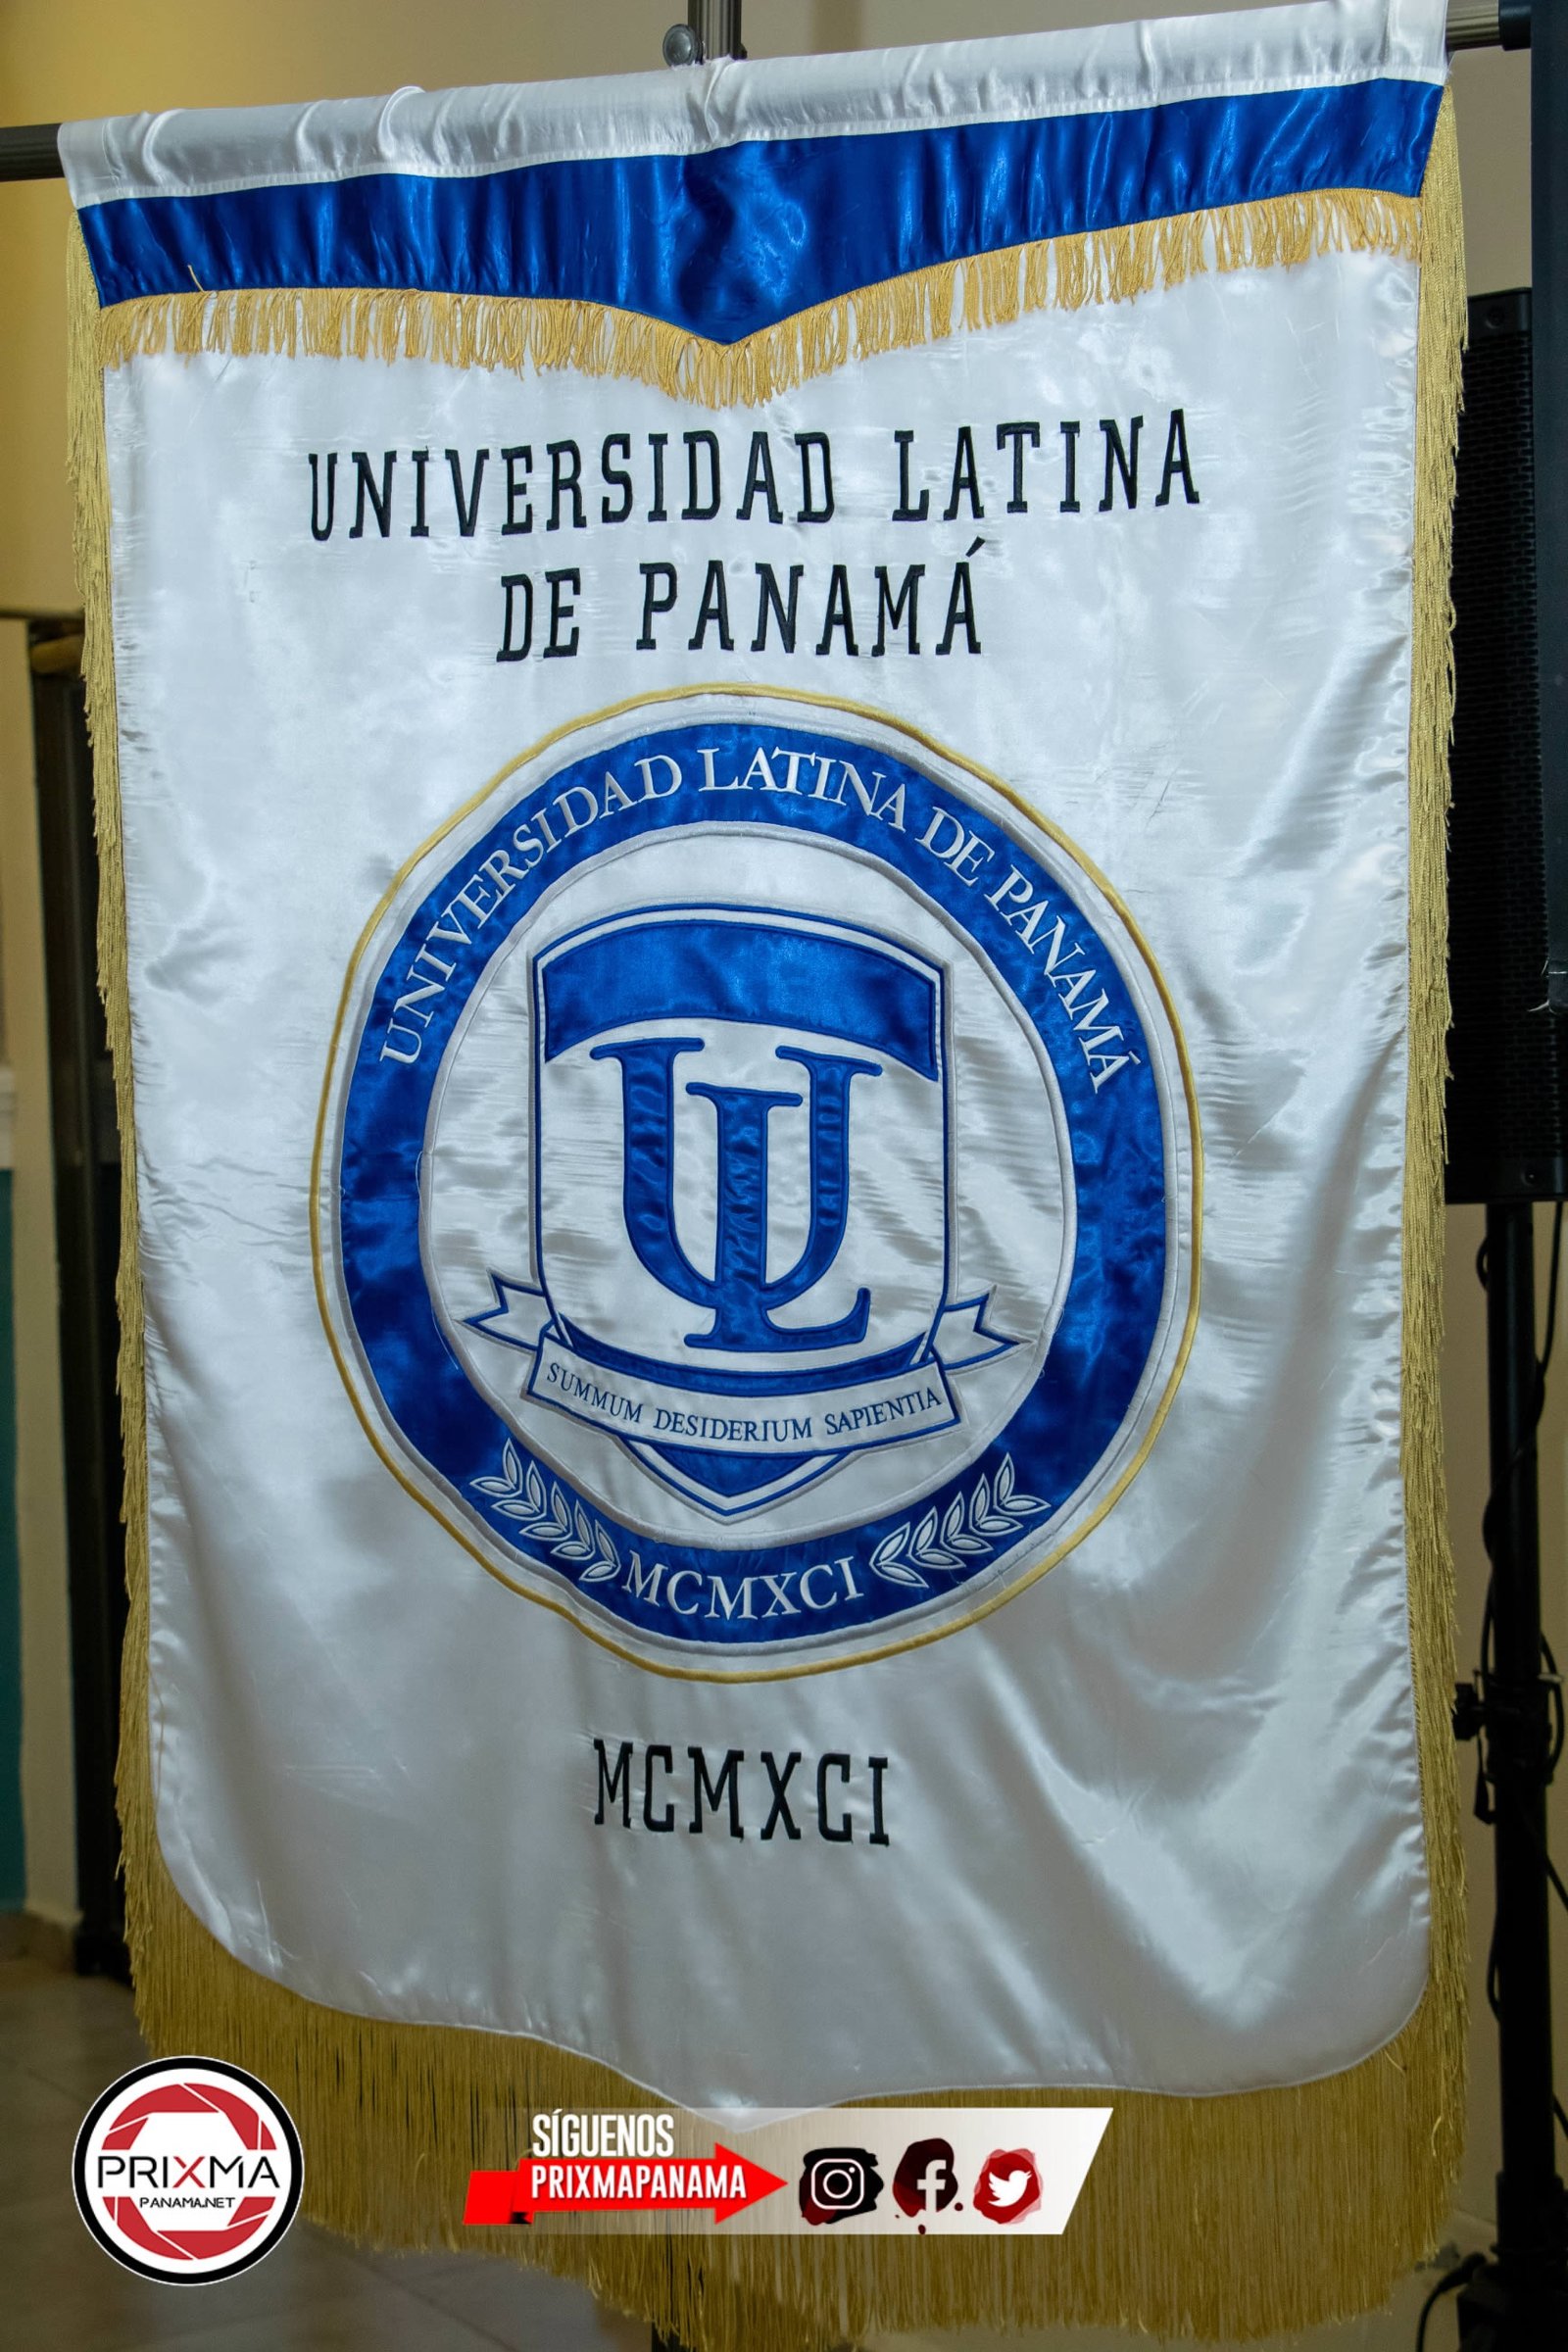 UNIVERSIDAD LATINA
DE PANAMÁ
UNIVERSIDAD LATINA DE PANAMÁ
UL
SUMMUM DESIDERIUM SAPIENTIA
MCMXCI
MCMXCI
PRIXMA
PANAMA.NET
SÍGUENOS
PRIXMAPANAMA